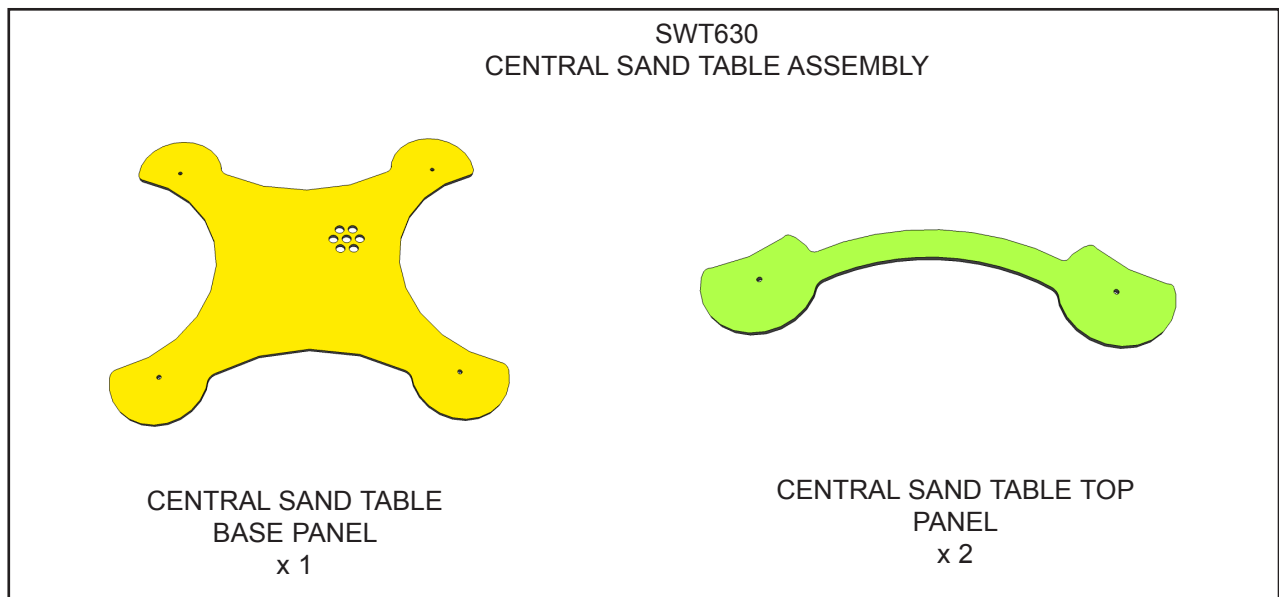 SWT630
CENTRAL SAND TABLE ASSEMBLY
CENTRAL SAND TABLE
BASE PANEL
x 1
CENTRAL SAND TABLE TOP
PANEL
x 2